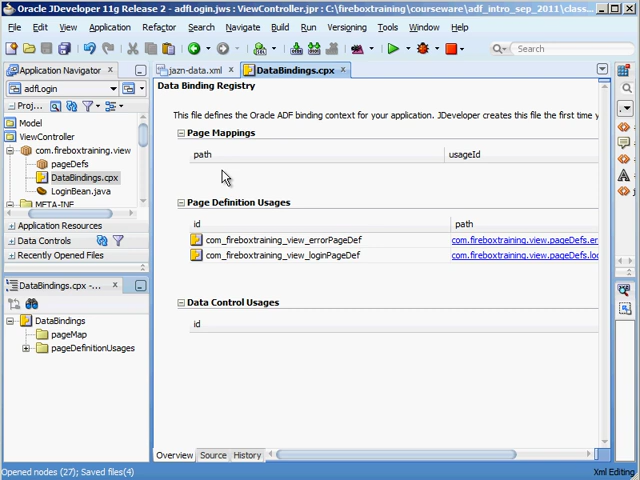 Oracle JDeveloper 11g Release 2 - adfLogin.jws : ViewController.jpr : C:\fireboxtraining\courseware\adf_intro_sep_2011\class
File Edit View Application Refactor Search Navigate Build Run Versioning Tools Window Help
Search
Application Navigator
jazn-data.xml
DataBindings.cpx
adfLogin
Proj...
Model
ViewController
com.fireboxtraining.view
pageDefs
DataBindings.cpx
LoginBean.java
META-INF
Application Resources
Data Controls
Recently Opened Files
DataBindings.cpx - ...
DataBindings
pageMap
pageDefinitionUsages
Data Binding Registry
This file defines the Oracle ADF binding context for your application. JDeveloper creates this file the first time y
Page Mappings
path usageId
Page Definition Usages
id path
com_fireboxtraining_view_errorPageDef com.fireboxtraining.view.pageDefs.er
com_fireboxtraining_view_loginPageDef com.fireboxtraining.view.pageDefs.log
Data Control Usages
id
Overview Source History
Opened nodes (27); Saved files(4)
Xml Editing